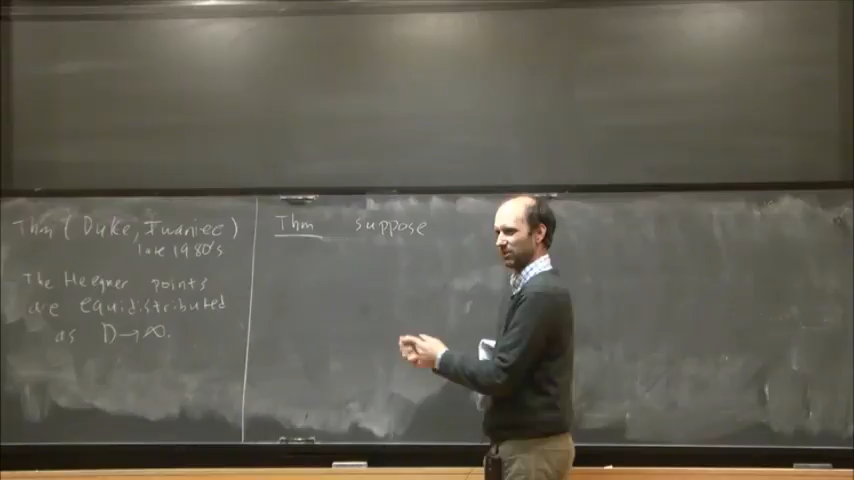 Thm (Duke, Iwaniec)
late 1980's
The Heegner points
are equidistributed
as D→∞.
Thm suppose